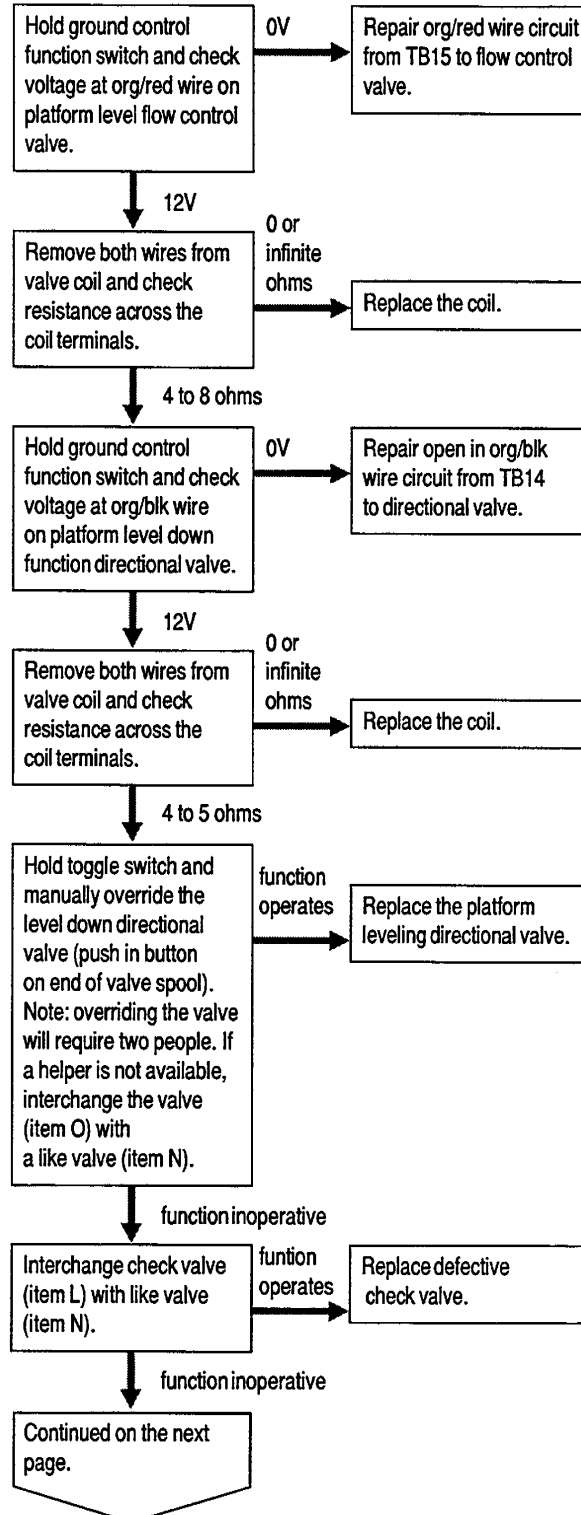 Hold ground control
function switch and check
voltage at org/red wire on
platform level flow control
valve.
0V
Repair org/red wire circuit
from TB15 to flow control
valve.
12V
Remove both wires from
valve coil and check
resistance across the
coil terminals.
0 or
infinite
ohms
Replace the coil.
4 to 8 ohms
Hold ground control
function switch and check
voltage at org/blk wire
on platform level down
function directional valve.
0V
Repair open in org/blk
wire circuit from TB14
to directional valve.
12V
Remove both wires from
valve coil and check
resistance across the
coil terminals.
0 or
infinite
ohms
Replace the coil.
4 to 5 ohms
Hold toggle switch and
manually override the
level down directional
valve (push in button
on end of valve spool).
Note: overriding the valve
will require two people. If
a helper is not available,
interchange the valve
(item O) with
a like valve (item N).
function
operates
Replace the platform
leveling directional valve.
function inoperative
Interchange check valve
(item L) with like valve
(item N).
funtion
operates
Replace defective
check valve.
function inoperative
Continued on the next
page.